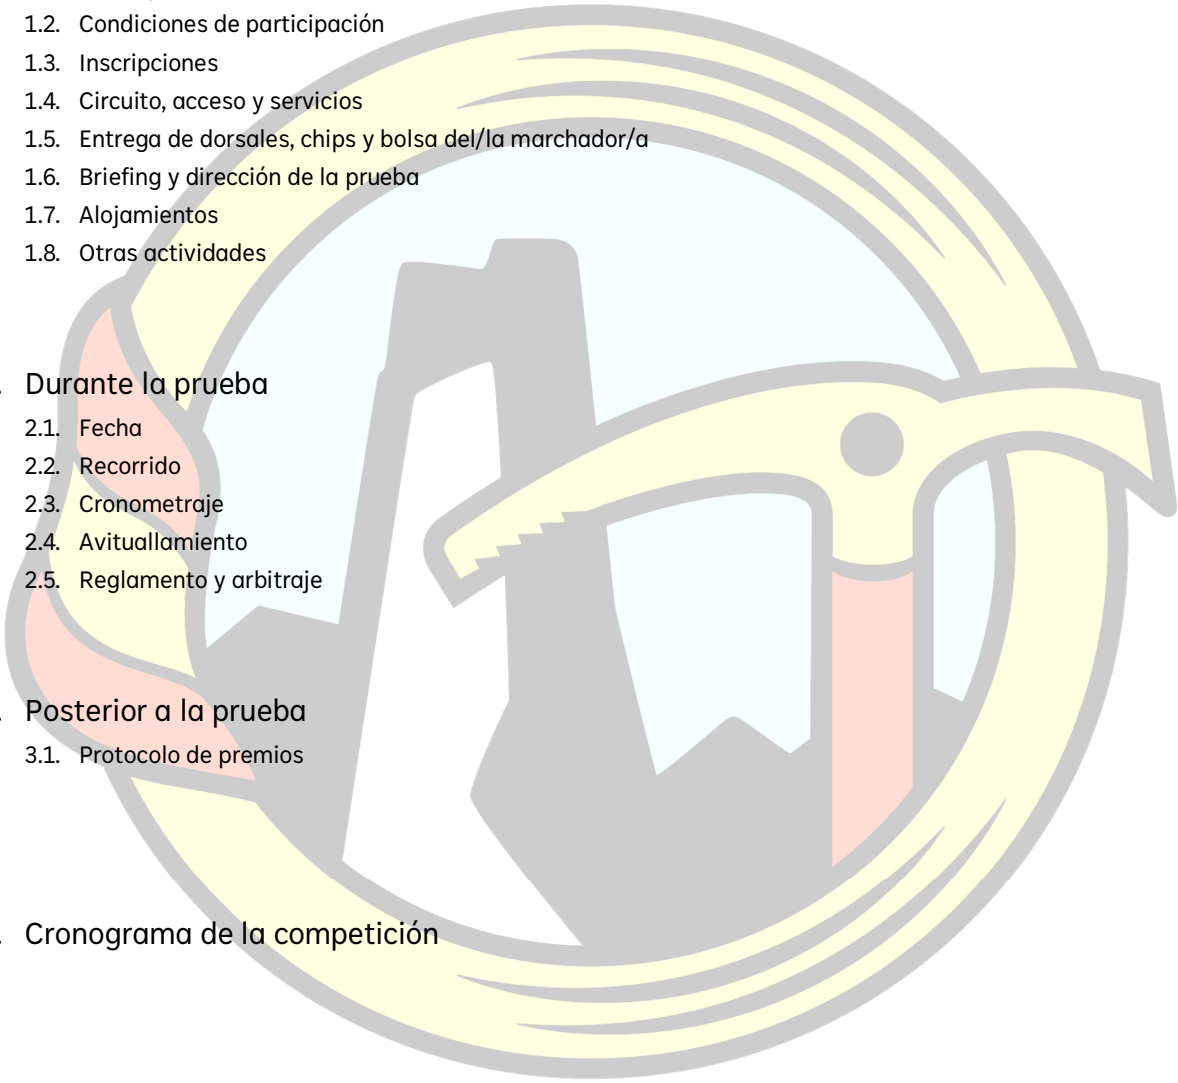 1.2. Condiciones de participación
1.3. Inscripciones
1.4. Circuito, acceso y servicios
1.5. Entrega de dorsales, chips y bolsa del/la marchador/a
1.6. Briefing y dirección de la prueba
1.7. Alojamientos
1.8. Otras actividades
. Durante la prueba
2.1. Fecha
2.2. Recorrido
2.3. Cronometraje
2.4. Avituallamiento
2.5. Reglamento y arbitraje
. Posterior a la prueba
3.1. Protocolo de premios
. Cronograma de la competición